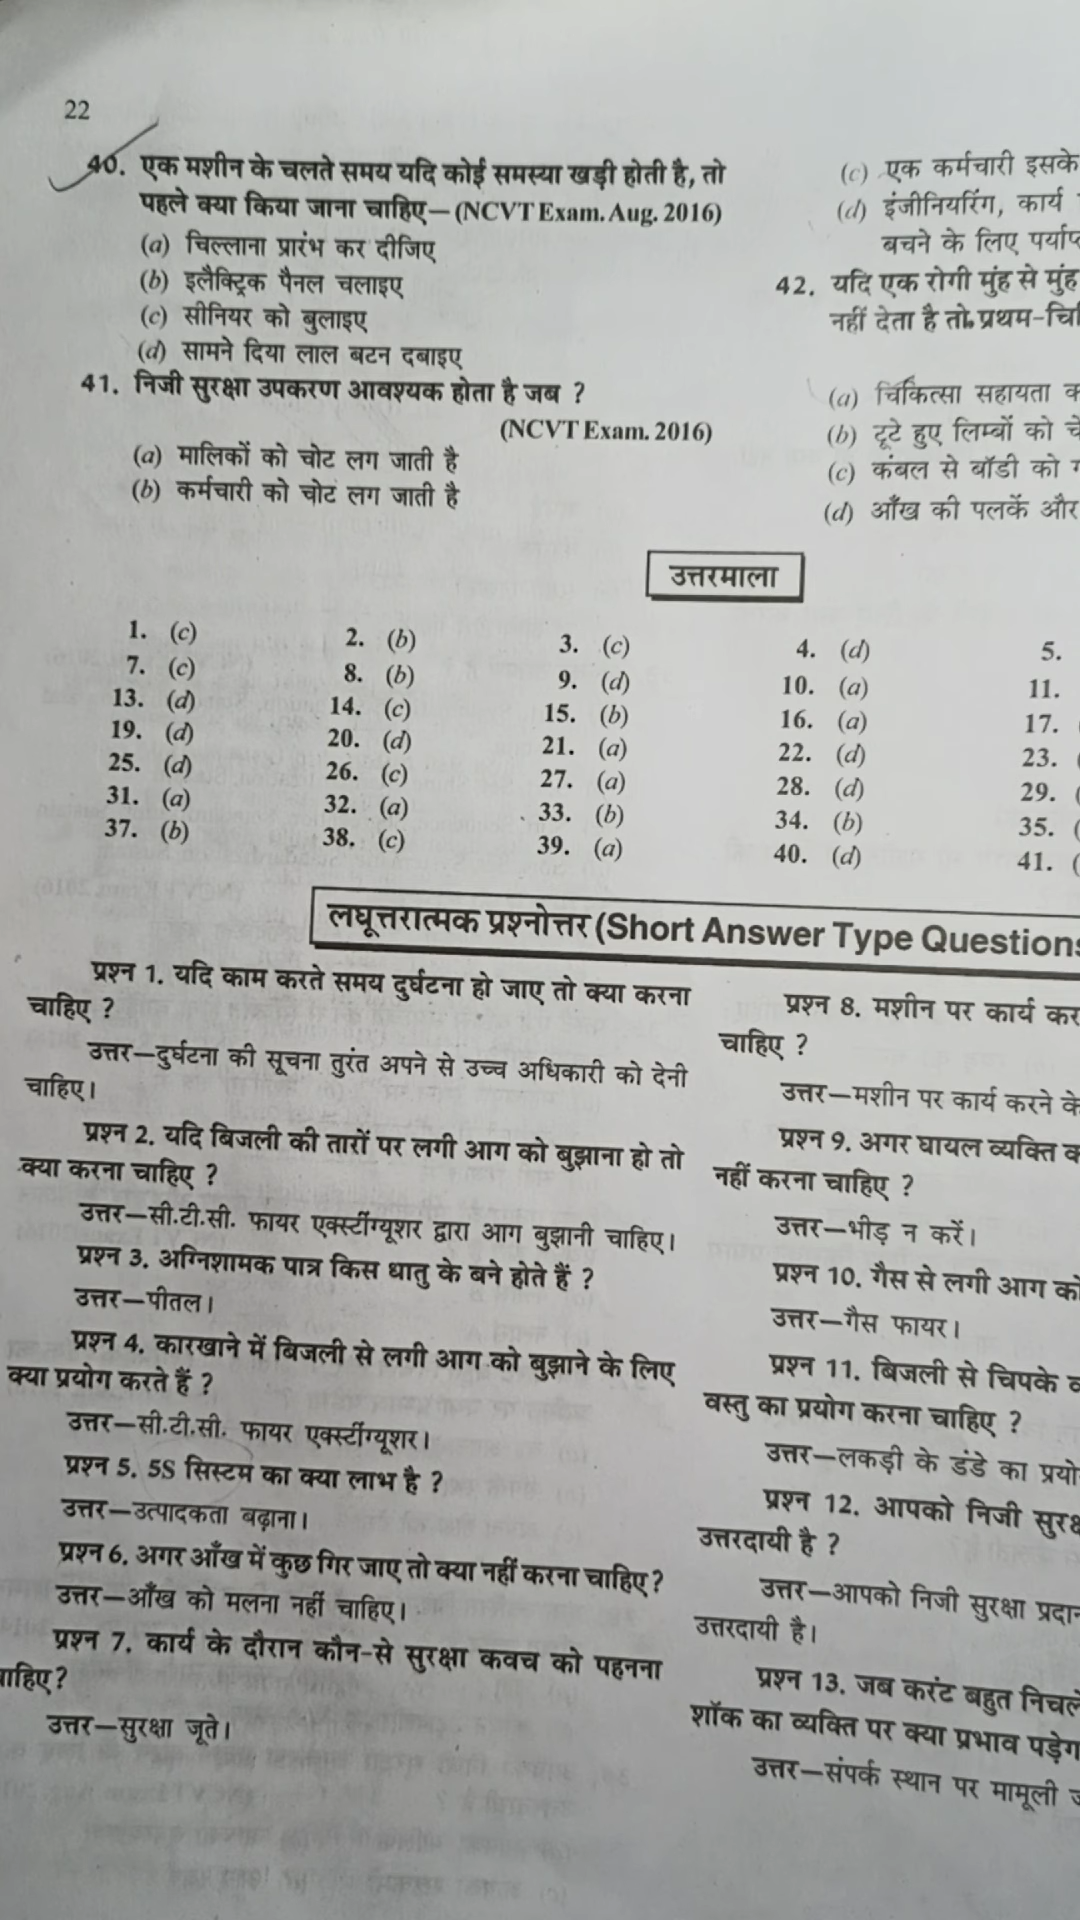 22
40. एक मशीन के चलते समय यदि कोई समस्या खड़ी होती है, तो
पहले क्या किया जाना चाहिए— (NCVT Exam. Aug. 2016)
(a) चिल्लाना प्रारंभ कर दीजिए
(b) इलैक्ट्रिक पैनल चलाइए
(c) सीनियर को बुलाइए
(d) सामने दिया लाल बटन दबाइए
41. निजी सुरक्षा उपकरण आवश्यक होता है जब ?
(NCVT Exam. 2016)
(a) मालिकों को चोट लग जाती है
(b) कर्मचारी को चोट लग जाती है
(c) एक कर्मचारी इसके
(d) इंजीनियरिंग, कार्य
बचने के लिए
42. यदि एक रोगी मुंह से मुंह
नहीं देता है तो, प्रथम-
(a) चिकित्सा सहायता
(b) टूटे हुए लिम्बों को
(c) कंबल से बॉडी को
(d) आँख की पलकें और
उत्तरमाला
1. (c) 2. (b) 3. (c) 4. (d) 5.
7. (c) 8. (b) 9. (d) 10. (a) 11.
13. (d) 14. (c) 15. (b) 16. (a) 17.
19. (d) 20. (d) 21. (a) 22. (d) 23.
25. (d) 26. (c) 27. (a) 28. (d) 29.
31. (a) 32. (a) 33. (b) 34. (b) 35.
37. (b) 38. (c) 39. (a) 40. (d) 41.
लघूत्तरात्मक प्रश्नोत्तर (Short Answer Type Questions
प्रश्न 1. यदि काम करते समय दुर्घटना हो जाए तो क्या करना
चाहिए ?
उत्तर—दुर्घटना की सूचना तुरंत अपने से उच्च अधिकारी को देनी
चाहिए।
प्रश्न 2. यदि बिजली की तारों पर लगी आग को बुझाना हो तो
क्या करना चाहिए ?
उत्तर—सी.टी.सी. फायर एक्स्टींग्यूशर द्वारा आग बुझानी चाहिए।
प्रश्न 3. अग्निशामक पात्र किस धातु के बने होते हैं ?
उत्तर—पीतल।
प्रश्न 4. कारखाने में बिजली से लगी आग को बुझाने के लिए
क्या प्रयोग करते हैं ?
उत्तर—सी.टी.सी. फायर एक्स्टींग्यूशर।
प्रश्न 5. 5S सिस्टम का क्या लाभ है ?
उत्तर—उत्पादकता बढ़ाना।
प्रश्न 6. अगर आँख में कुछ गिर जाए तो क्या नहीं करना चाहिए?
उत्तर—आँख को मलना नहीं चाहिए।
प्रश्न 7. कार्य के दौरान कौन-से सुरक्षा कवच को पहनना
ाहिए?
उत्तर—सुरक्षा जूते।
प्रश्न 8. मशीन पर कार्य
चाहिए ?
उत्तर—मशीन पर कार्य करने के
प्रश्न 9. अगर घायल व्यक्ति
नहीं करना चाहिए ?
उत्तर—भीड़ न करें।
प्रश्न 10. गैस से लगी आग को
उत्तर—गैस फायर।
प्रश्न 11. बिजली से चिपके
वस्तु का प्रयोग करना चाहिए ?
उत्तर—लकड़ी के डंडे का
प्रश्न 12. आपको निजी
उत्तरदायी है ?
उत्तर—आपको निजी सुरक्षा
उत्तरदायी है।
प्रश्न 13. जब करंट बहुत
शॉक का व्यक्ति पर क्या प्रभाव
उत्तर—संपर्क स्थान पर मामूली